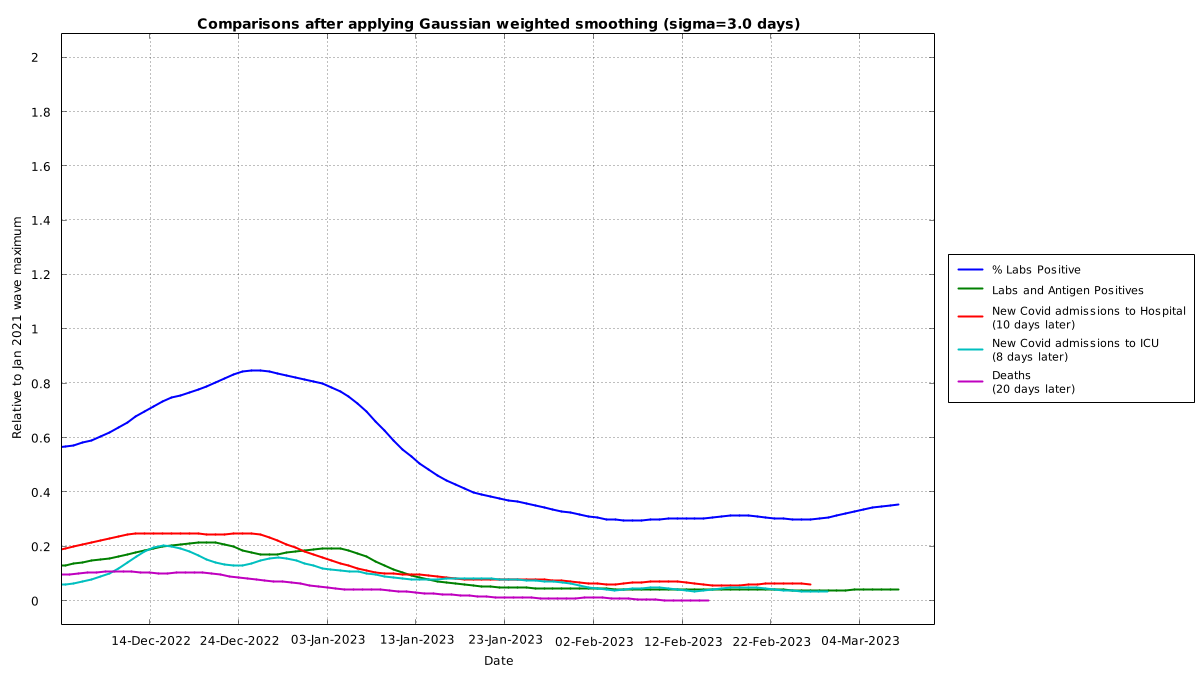 Comparisons after applying Gaussian weighted smoothing (sigma=3.0 days)
Relative to Jan 2021 wave maximum
2
1.8
1.6
1.4
1.2
1
0.8
0.6
0.4
0.2
0
14-Dec-2022 24-Dec-2022 03-Jan-2023 13-Jan-2023 23-Jan-2023 02-Feb-2023 12-Feb-2023 22-Feb-2023 04-Mar-2023
Date
% Labs Positive
Labs and Antigen Positives
New Covid admissions to Hospital
(10 days later)
New Covid admissions to ICU
(8 days later)
Deaths
(20 days later)